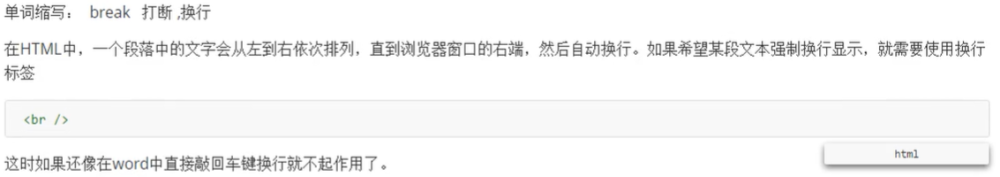 单词缩写： break 打断 ,换行
在HTML中，一个段落中的文字会从左到右依次排列，直到浏览器窗口的右端，然后自动换行。如果希望某段文本强制换行显示，就需要使用换行
标签
<br />
这时如果还像在word中直接敲回车键换行就不起作用了。
html